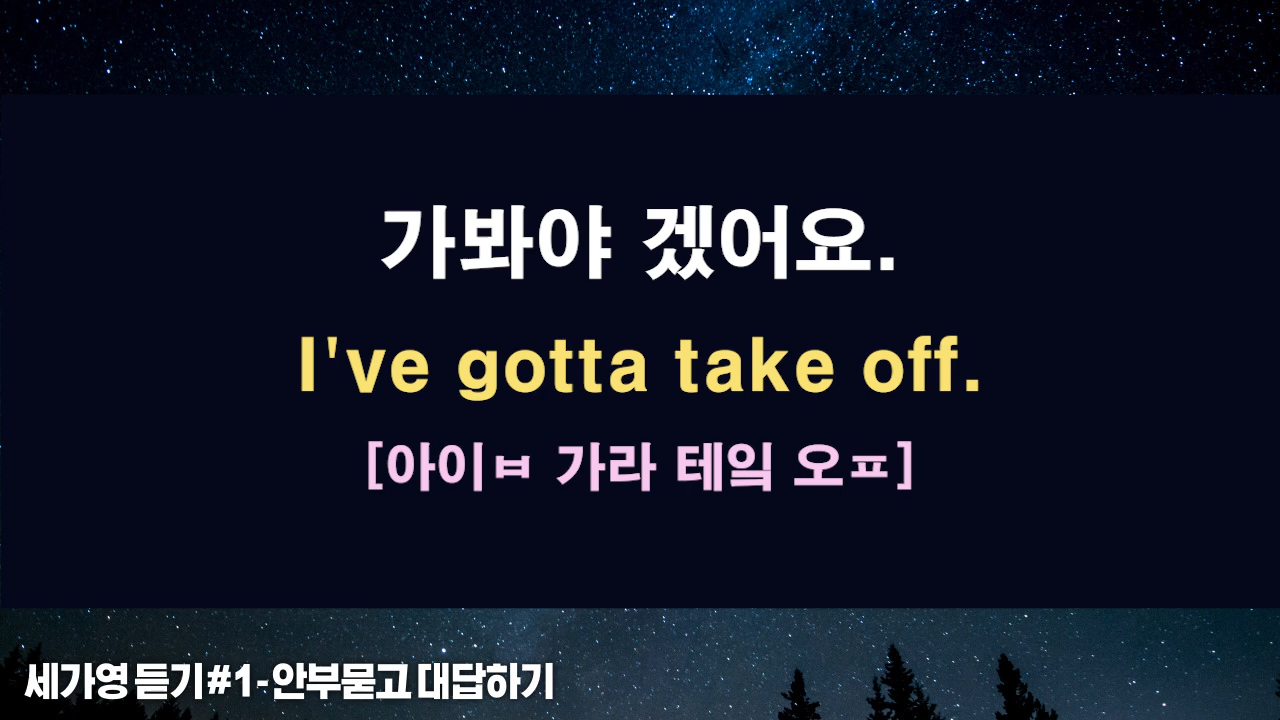 가봐야 겠어요.
I've gotta take off.
[아이ㅂ 가라 테잌 오ㅍ]
세가영 듣기 #1-안부묻고 대답하기